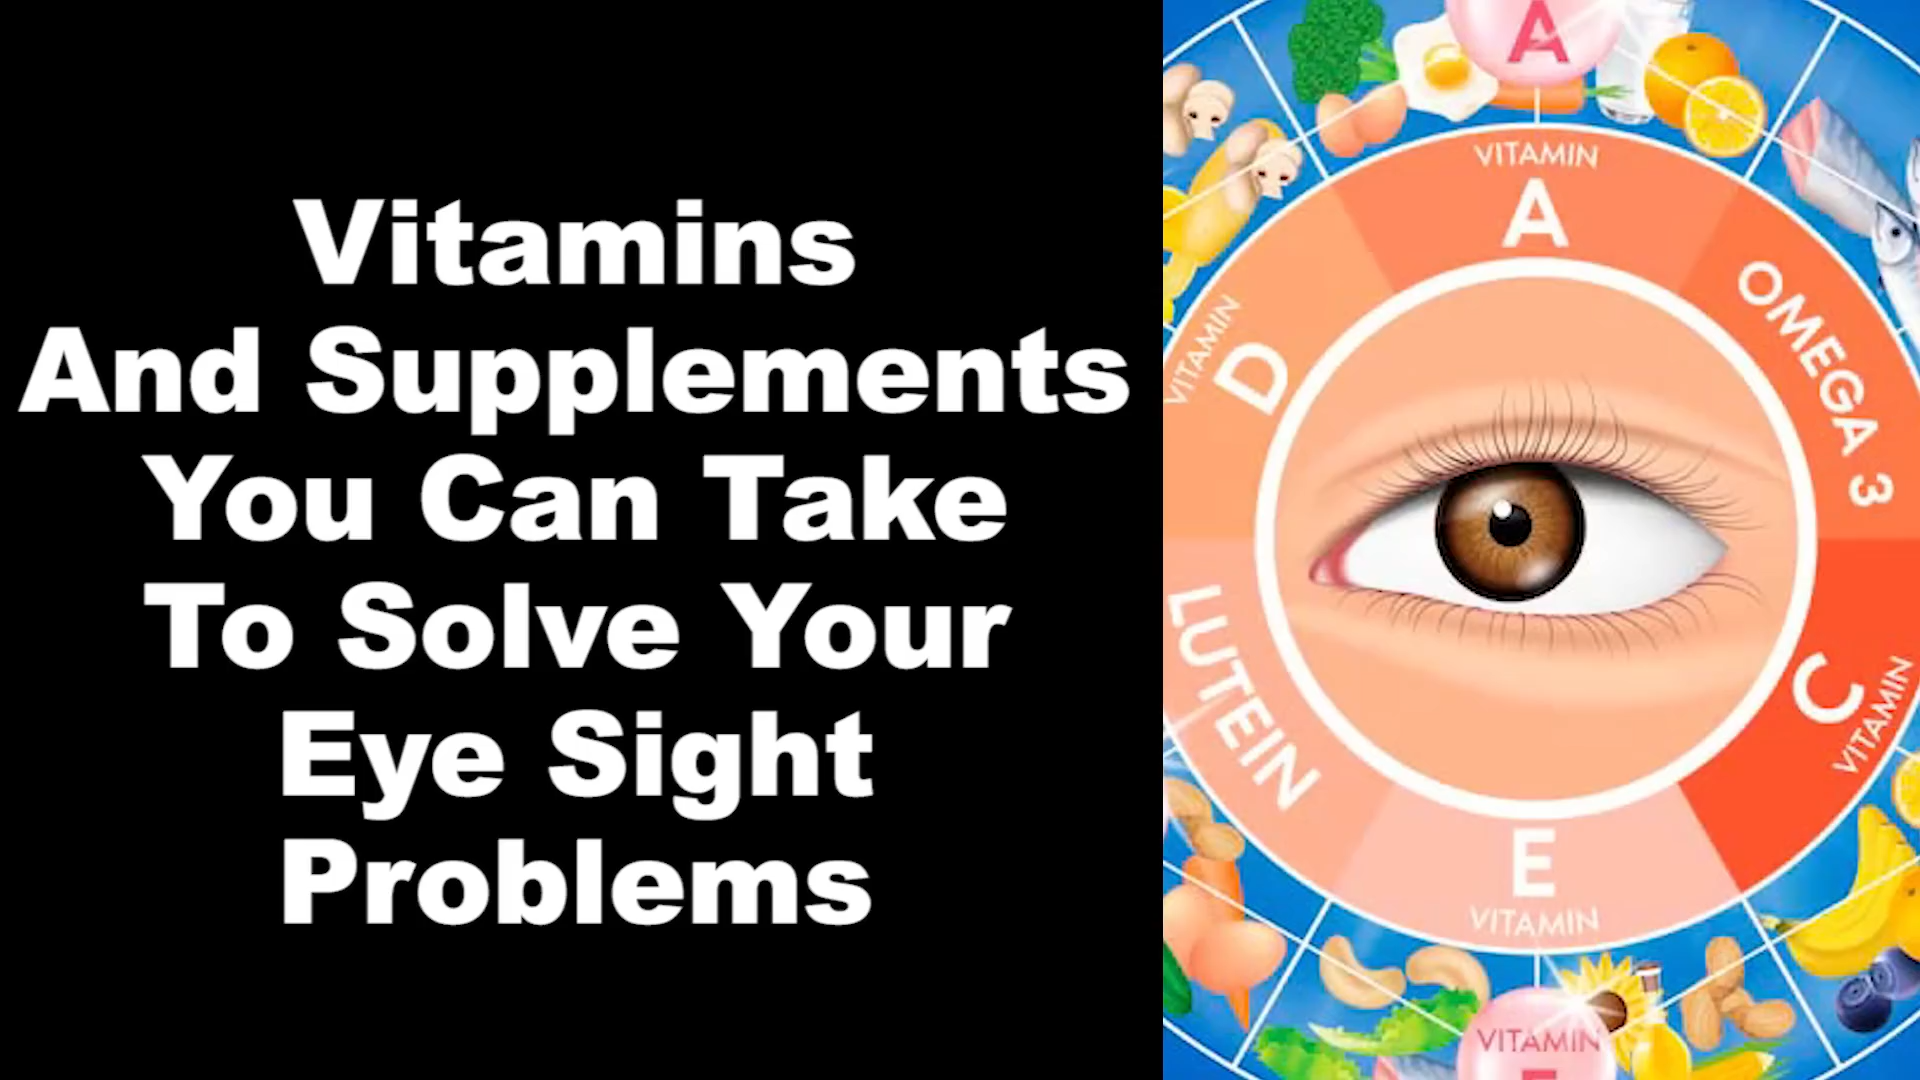 Vitamins
And Supplements
You Can Take
To Solve Your
Eye Sight
Problems
A
VITAMIN
A
OMEGA 3
VITAMIN
D
LUTEIN
C
VITAMIN
E
VITAMIN
VITAMIN